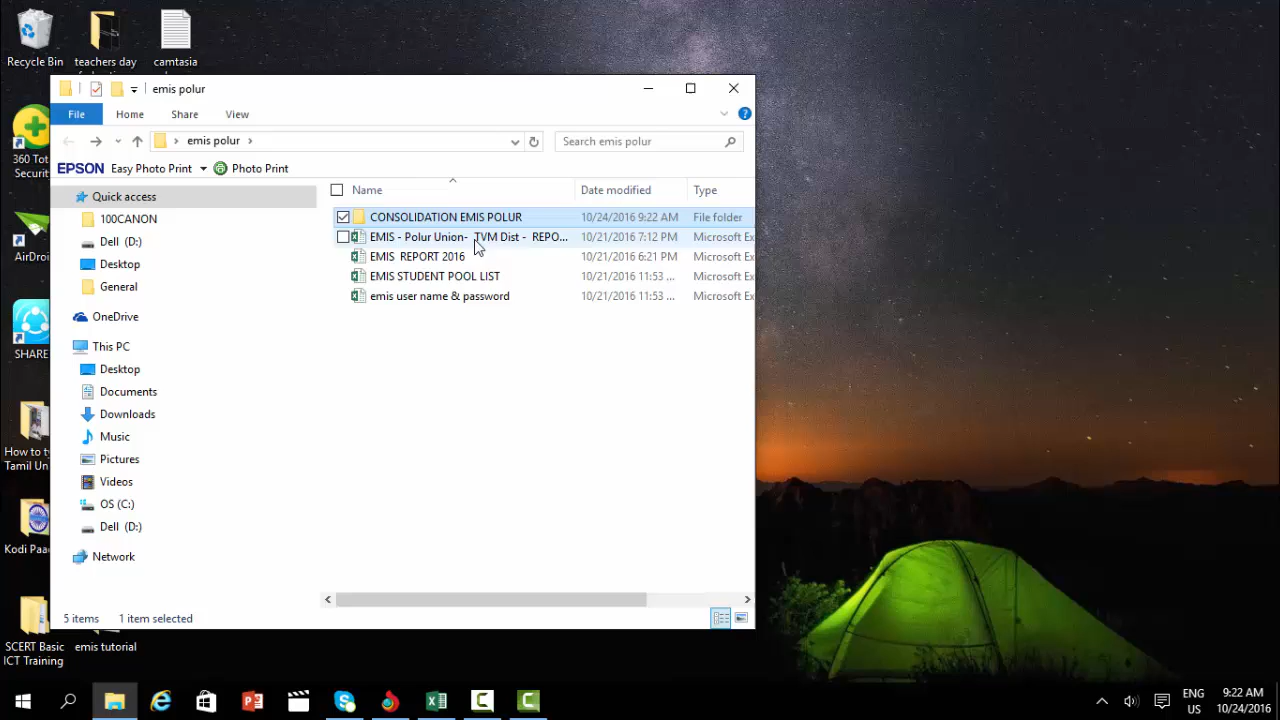 Recycle Bin
teachers day
camtasia
360 Tot
Securit
AirDroi
SHARE
How to ty
Tamil Un
Kodi Paa
SCERT Basic
ICT Training
emis tutorial
emis polur
File
Home
Share
View
emis polur
Search emis polur
EPSON
Easy Photo Print
Photo Print
Quick access
100CANON
Dell (D:)
Desktop
General
OneDrive
This PC
Desktop
Documents
Downloads
Music
Pictures
Videos
OS (C:)
Dell (D:)
Network
Name Date modified Type
CONSOLIDATION EMIS POLUR 10/24/2016 9:22 AM File folder
EMIS - Polur Union- TVM Dist - REPO... 10/21/2016 7:12 PM Microsoft Ex
EMIS REPORT 2016 10/21/2016 6:21 PM Microsoft Ex
EMIS STUDENT POOL LIST 10/21/2016 11:53 ... Microsoft Ex
emis user name & password 10/21/2016 11:53 ... Microsoft Ex
5 items 1 item selected
ENG
US
9:22 AM
10/24/2016